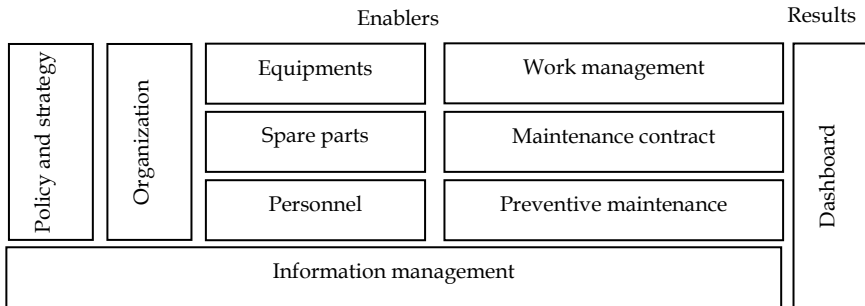 Enablers
Results
Policy and strategy
Organization
Equipments
Work management
Spare parts
Maintenance contract
Personnel
Preventive maintenance
Dashboard
Information management